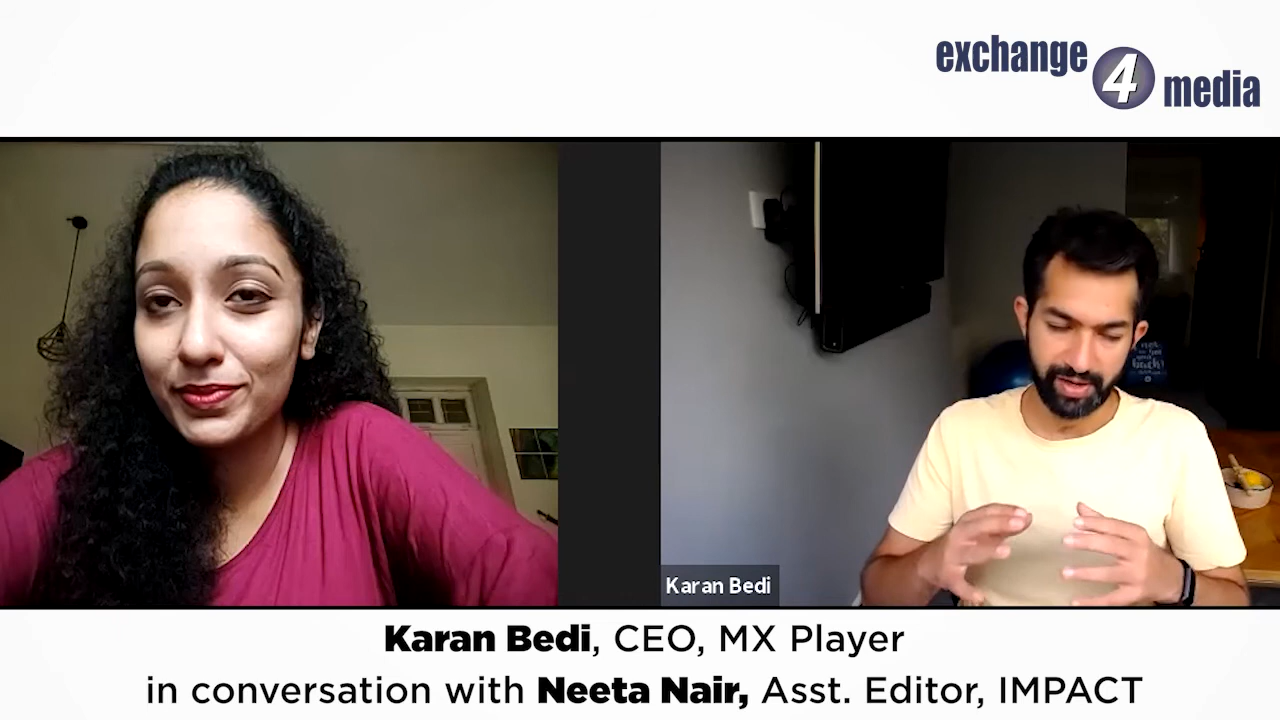 exchange 4 media
Karan Bedi
Karan Bedi, CEO, MX Player
in conversation with Neeta Nair, Asst. Editor, IMPACT